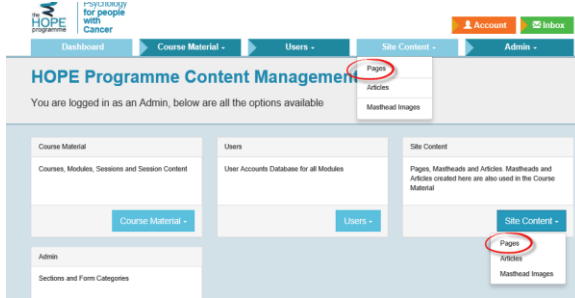 Psychology
the HOPE programme
for people
with
Cancer
Account
Inbox
Dashboard
Course Material
Users
Site Content
Admin
HOPE Programme Content Management
Pages
You are logged in as an Admin, below are all the options available
Articles
Masthead Images
Course Material
Users
Site Content
Courses, Modules, Sessions and Session Content
User Accounts Database for all Modules
Pages, Mastheads and Articles. Mastheads and
Articles created here are also used in the Course
Material
Course Material
Users
Site Content
Pages
Articles
Masthead Images
Admin
Sections and Form Categories